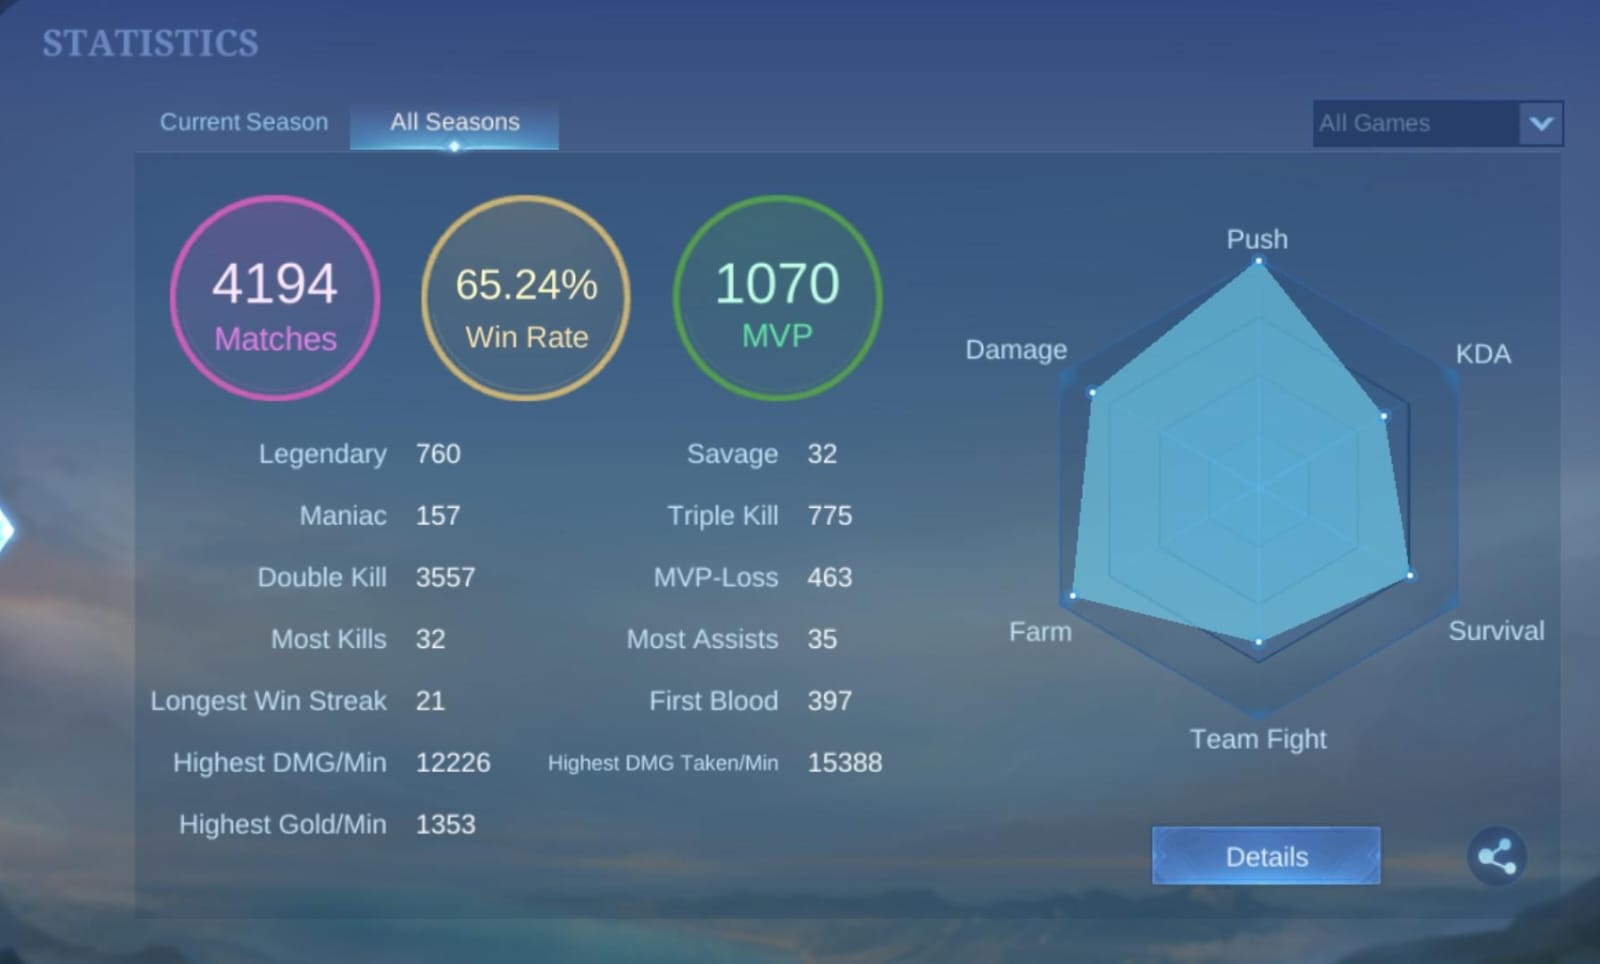 STATISTICS
Current Season
All Seasons
All Games
4194
Matches
65.24%
Win Rate
1070
MVP
Legendary 760
Savage 32
Maniac 157
Triple Kill 775
Double Kill 3557
MVP-Loss 463
Most Kills 32
Most Assists 35
Longest Win Streak 21
First Blood 397
Highest DMG/Min 12226
Highest DMG Taken/Min 15388
Highest Gold/Min 1353
Push
Damage
KDA
Farm
Survival
Team Fight
Details